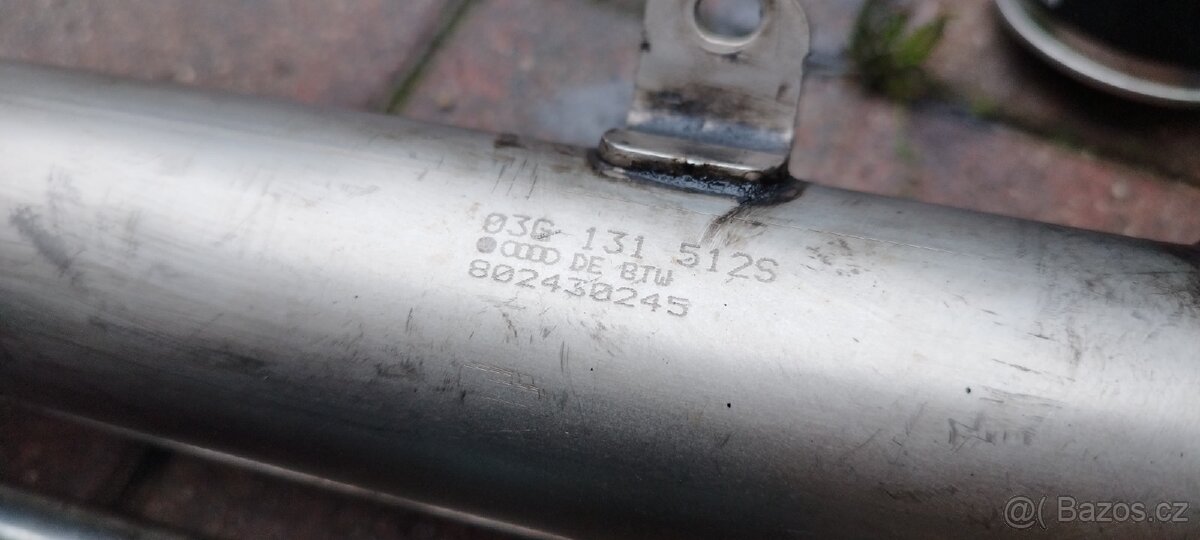 03G 131 512S
DE BTW
802430245
@( Bazos.cz